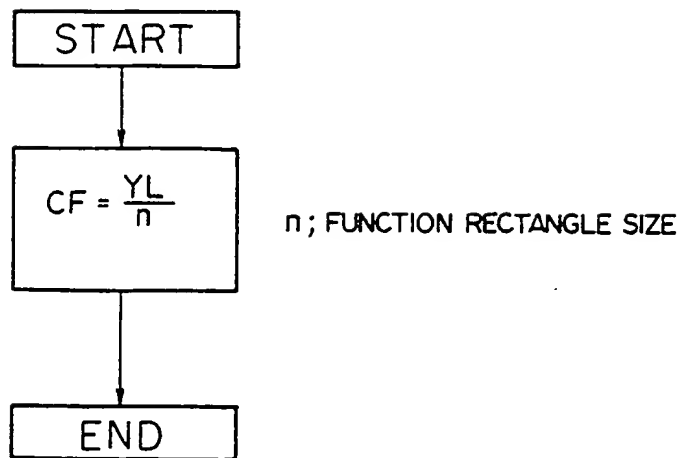 START
CF = YL/n
n; FUNCTION RECTANGLE SIZE
END